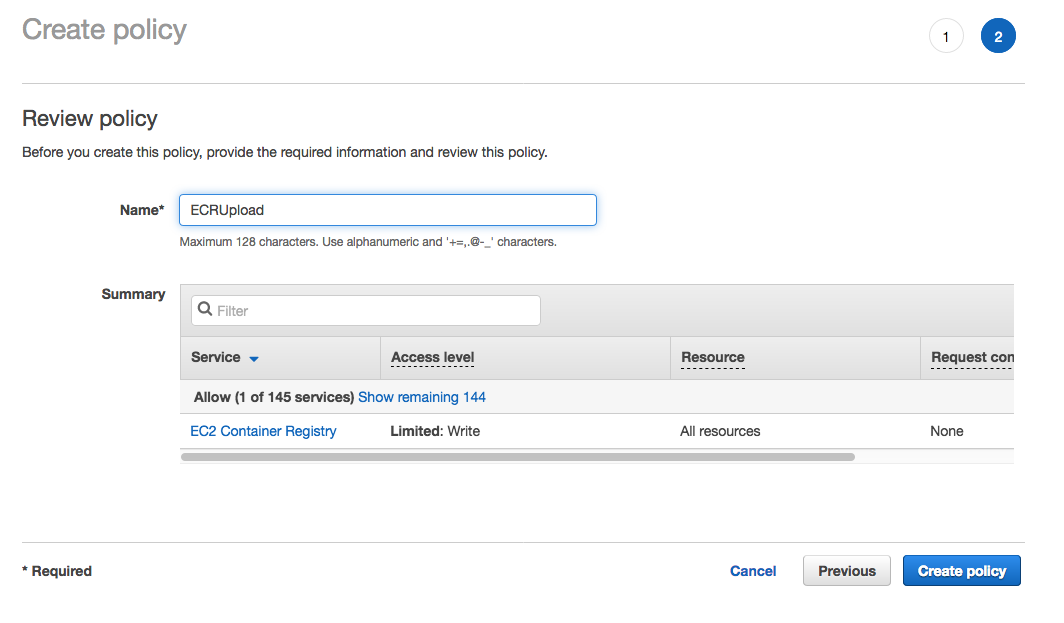 Create policy
1 2
Review policy
Before you create this policy, provide the required information and review this policy.
Name* ECRUpload
Maximum 128 characters. Use alphanumeric and '+=,.@-_' characters.
Summary
Filter
Service Access level Resource Request con
Allow (1 of 145 services) Show remaining 144
EC2 Container Registry Limited: Write All resources None
* Required Cancel Previous Create policy